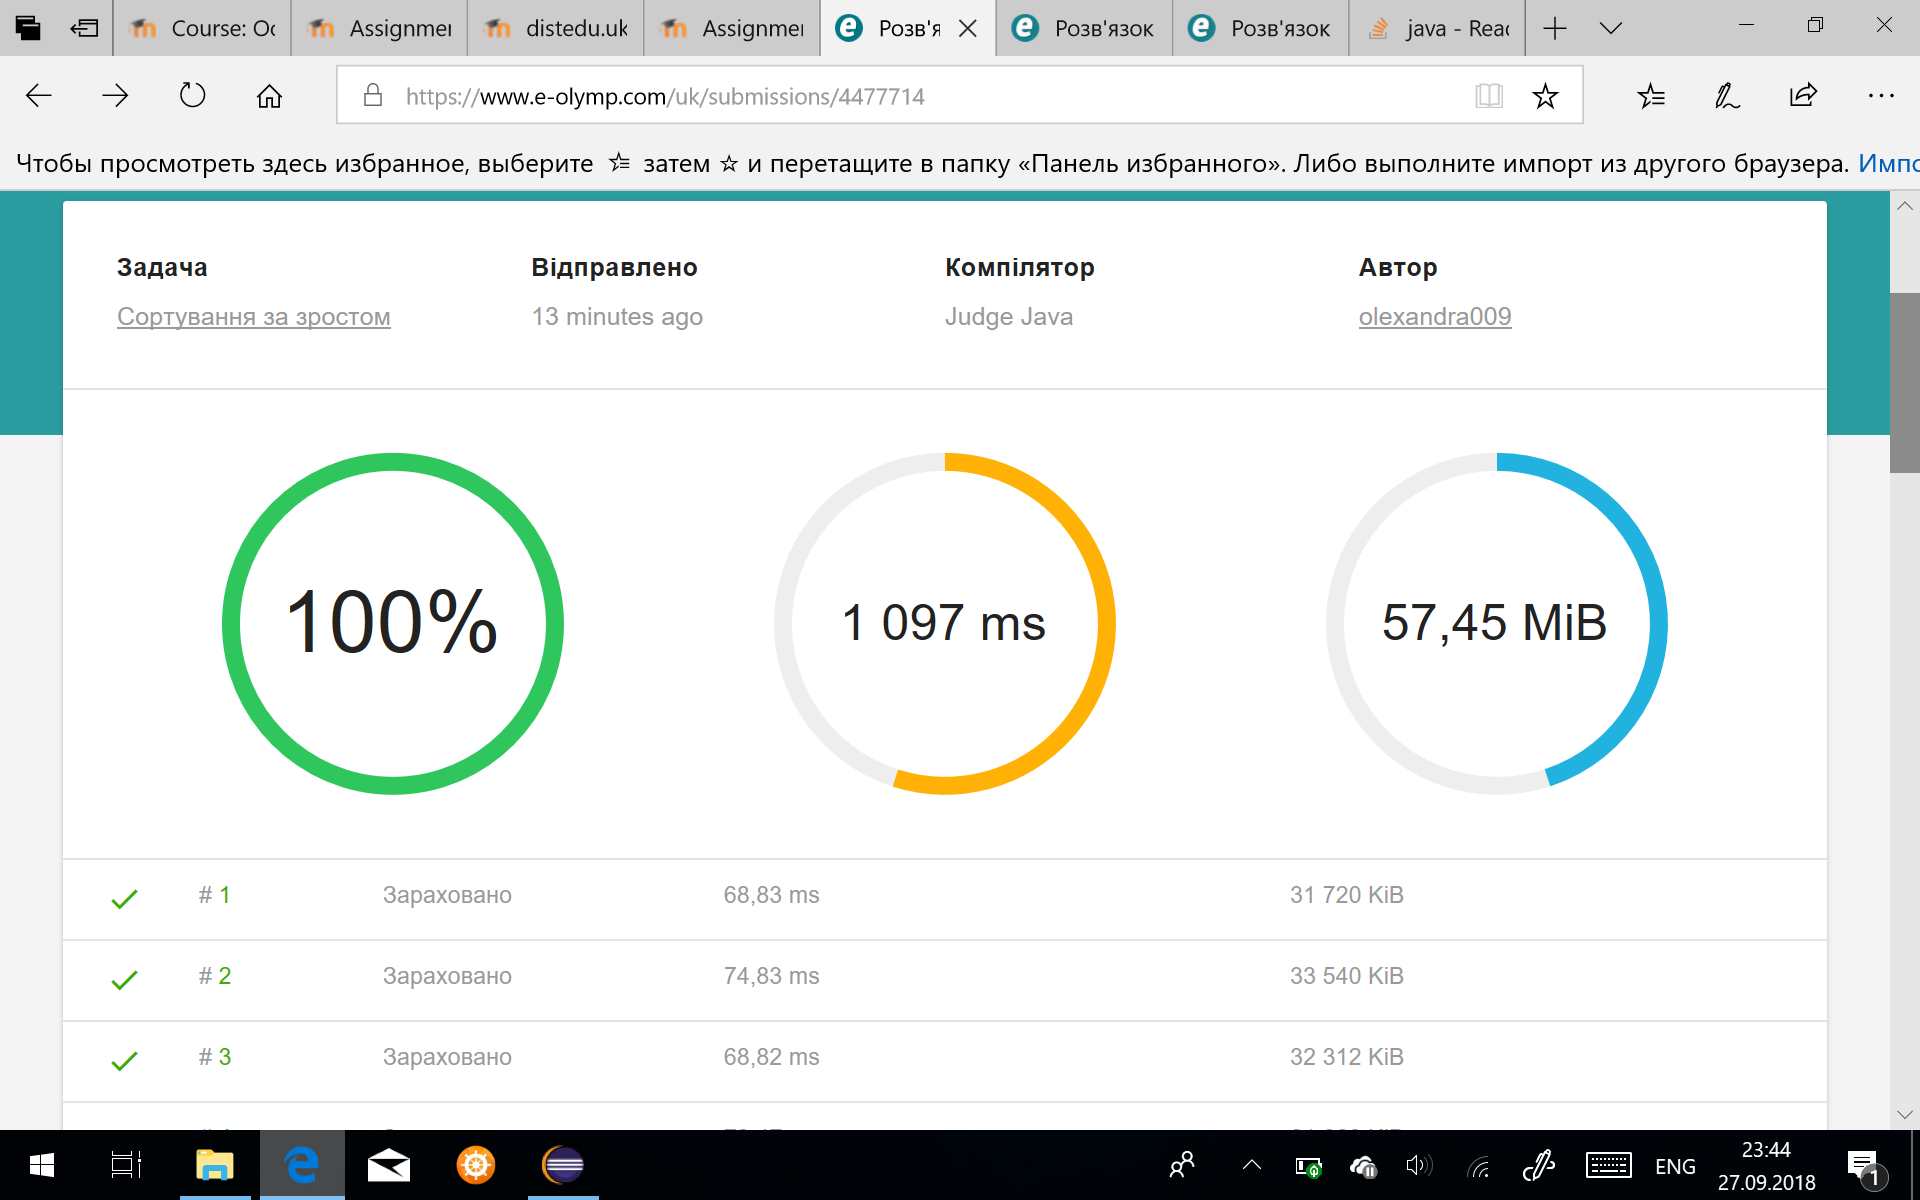 Course: Oc
Assignmen
distedu.uk
Assignmen
Розв'я
Розв'язок
Розв'язок
java - Read
https://www.e-olymp.com/uk/submissions/4477714
Чтобы просмотреть здесь избранное, выберите затем ☆ и перетащите в папку «Панель избранного». Либо выполните импорт из другого браузера. Импо
Задача Відправлено Компілятор Автор
Сортування за зростом 13 minutes ago Judge Java olexandra009
100% 1 097 ms 57,45 MiB
# 1 Зараховано 68,83 ms 31 720 KiB
# 2 Зараховано 74,83 ms 33 540 KiB
# 3 Зараховано 68,82 ms 32 312 KiB
ENG
23:44
27.09.2018
1